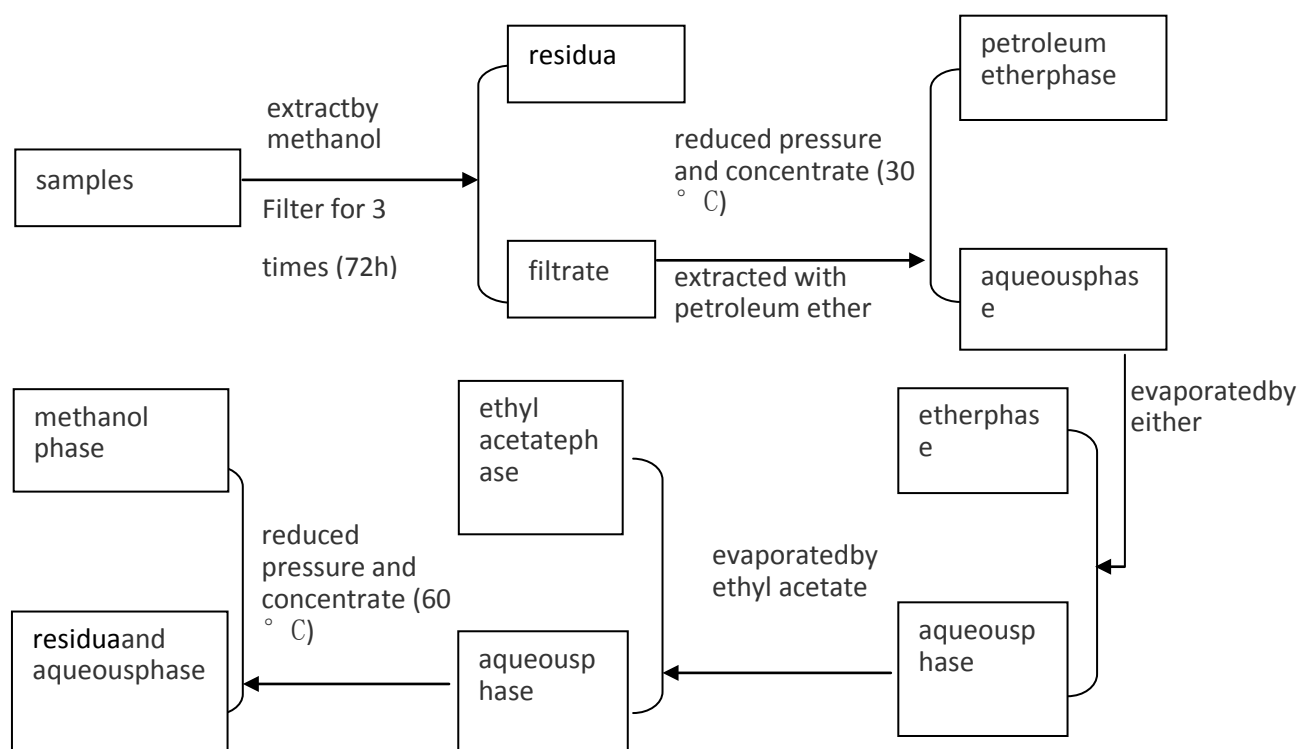 residua
petroleum
etherphase
extractby
methanol
reduced pressure
and concentrate (30
° C)
samples
Filter for 3
times (72h)
filtrate
extracted with
petroleum ether
aqueousphas
e
methanol
phase
ethyl
acetateph
ase
etherphas
e
evaporatedby
either
reduced
pressure and
concentrate (60
° C)
evaporatedby
ethyl acetate
residuaand
aqueousphase
aqueousp
hase
aqueousp
hase